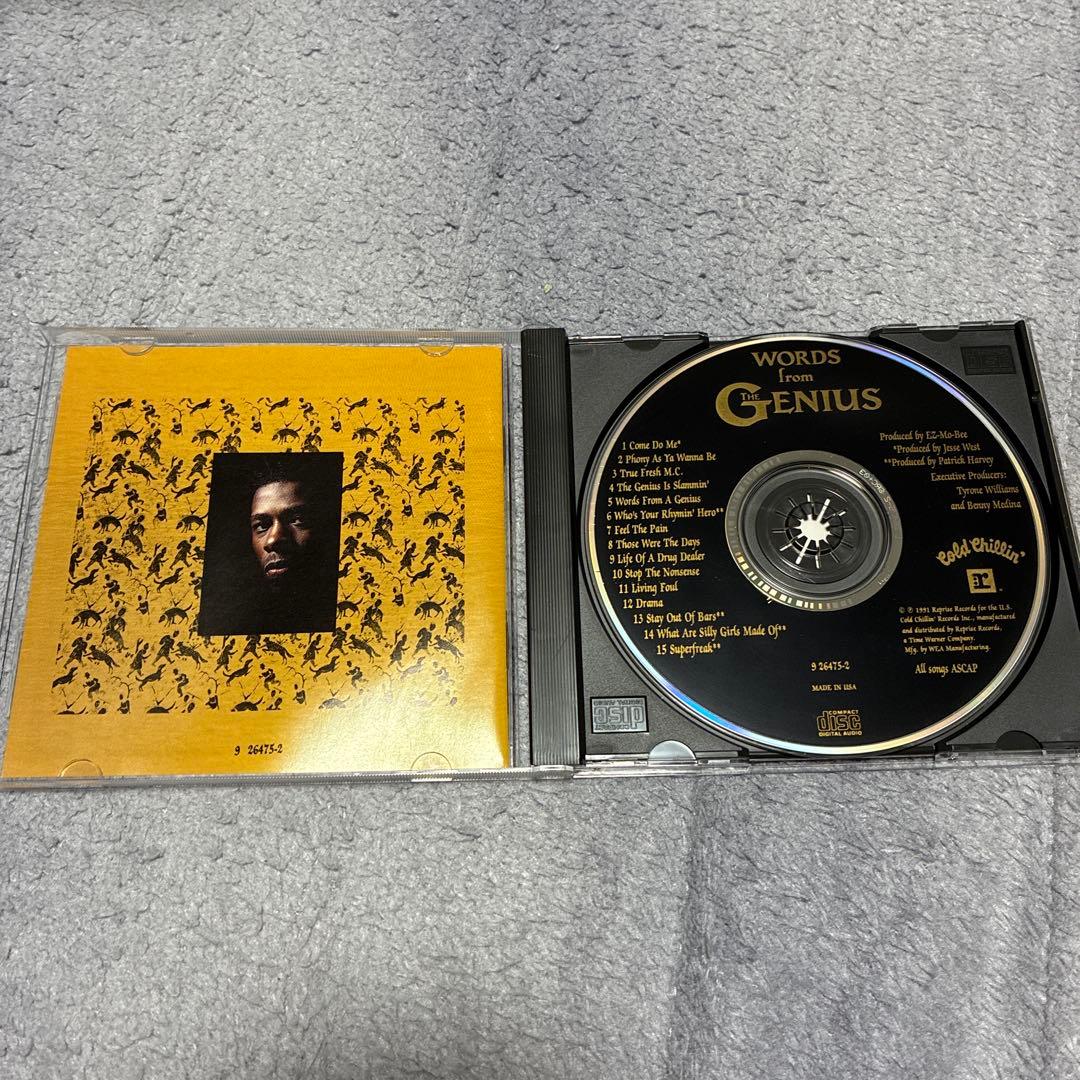 9 26475-2
WORDS
from
THE GENIUS
1 Come Do Me*
2 Phony As Ya Wanna Be
3 True Fresh M.C.
4 The Genius Is Slammin'
5 Words From A Genius
6 Who's Your Rhymin' Hero**
7 Feel The Pain
8 Those Were The Days
9 Life Of A Drug Dealer
10 Stop The Nonsense
11 Living Foul
12 Drama
13 Stay Out Of Bars**
14 What Are Silly Girls Made Of**
15 Superfreak**
Produced by EZ-Mo-Bee
*Produced by Jesse West
**Produced by Patrick Harvey
Executive Producers:
Tyrone Williams
and Benny Medina
Cold Chillin'
r
© ℗ 1991 Reprise Records for the U.S.
Cold Chillin' Records Inc., manufactured
and distributed by Reprise Records,
a Time Warner Company.
Mfg. by WEA Manufacturing.
All songs ASCAP
9 26475-2
MADE IN USA
COMPACT
disc
DIGITAL AUDIO
COMPACT
disc
DIGITAL AUDIO